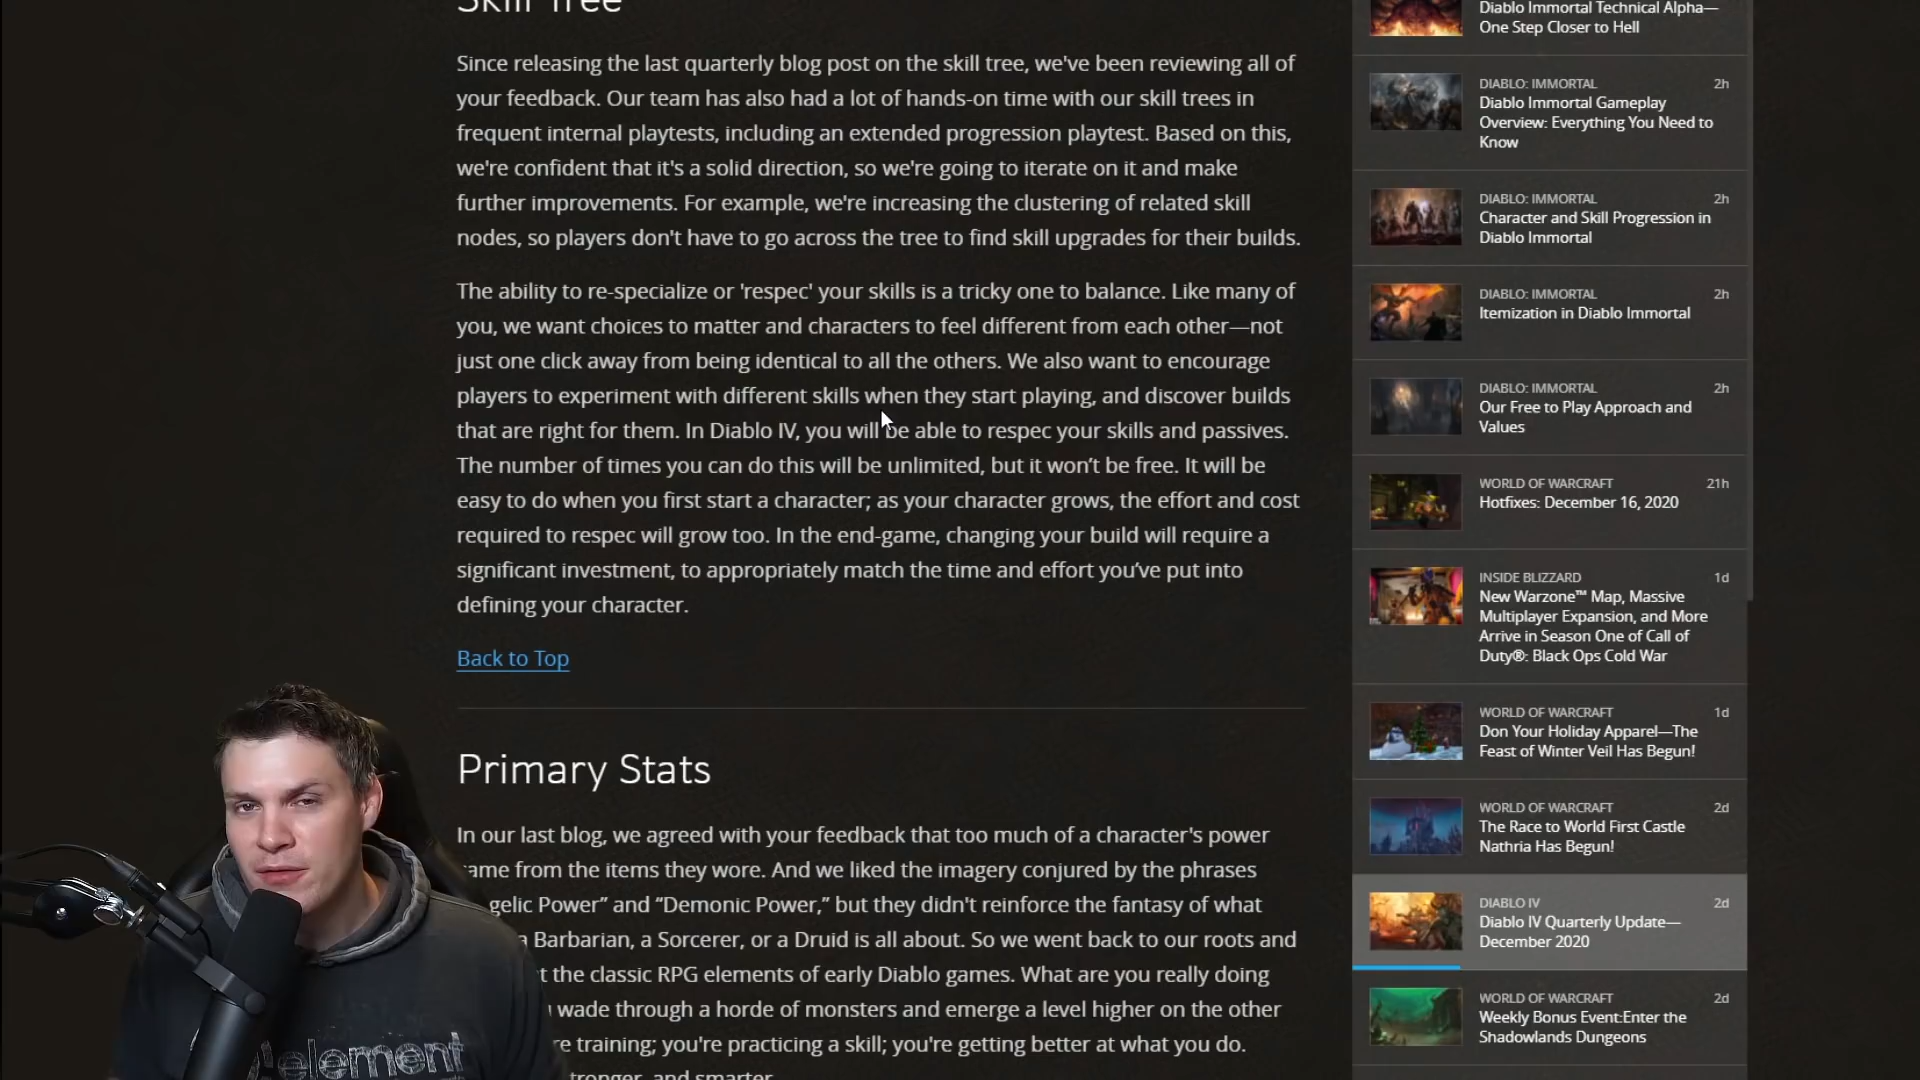 Skill Tree
Since releasing the last quarterly blog post on the skill tree, we've been reviewing all of
your feedback. Our team has also had a lot of hands-on time with our skill trees in
frequent internal playtests, including an extended progression playtest. Based on this,
we're confident that it's a solid direction, so we're going to iterate on it and make
further improvements. For example, we're increasing the clustering of related skill
nodes, so players don't have to go across the tree to find skill upgrades for their builds.
The ability to re-specialize or 'respec' your skills is a tricky one to balance. Like many of
you, we want choices to matter and characters to feel different from each other—not
just one click away from being identical to all the others. We also want to encourage
players to experiment with different skills when they start playing, and discover builds
that are right for them. In Diablo IV, you will be able to respec your skills and passives.
The number of times you can do this will be unlimited, but it won’t be free. It will be
easy to do when you first start a character; as your character grows, the effort and cost
required to respec will grow too. In the end-game, changing your build will require a
significant investment, to appropriately match the time and effort you’ve put into
defining your character.
Back to Top
Primary Stats
In our last blog, we agreed with your feedback that too much of a character's power
ame from the items they wore. And we liked the imagery conjured by the phrases
gelic Power” and “Demonic Power,” but they didn't reinforce the fantasy of what
a Barbarian, a Sorcerer, or a Druid is all about. So we went back to our roots and
t the classic RPG elements of early Diablo games. What are you really doing
wade through a horde of monsters and emerge a level higher on the other
re training; you're practicing a skill; you're getting better at what you do.
tronger, and smarter
element
Diablo Immortal Technical Alpha—
One Step Closer to Hell
DIABLO: IMMORTAL 2h
Diablo Immortal Gameplay
Overview: Everything You Need to
Know
DIABLO: IMMORTAL 2h
Character and Skill Progression in
Diablo Immortal
DIABLO: IMMORTAL 2h
Itemization in Diablo Immortal
DIABLO: IMMORTAL 2h
Our Free to Play Approach and
Values
WORLD OF WARCRAFT 21h
Hotfixes: December 16, 2020
INSIDE BLIZZARD 1d
New Warzone™ Map, Massive
Multiplayer Expansion, and More
Arrive in Season One of Call of
Duty®: Black Ops Cold War
WORLD OF WARCRAFT 1d
Don Your Holiday Apparel—The
Feast of Winter Veil Has Begun!
WORLD OF WARCRAFT 2d
The Race to World First Castle
Nathria Has Begun!
DIABLO IV 2d
Diablo IV Quarterly Update—
December 2020
WORLD OF WARCRAFT 2d
Weekly Bonus Event:Enter the
Shadowlands Dungeons